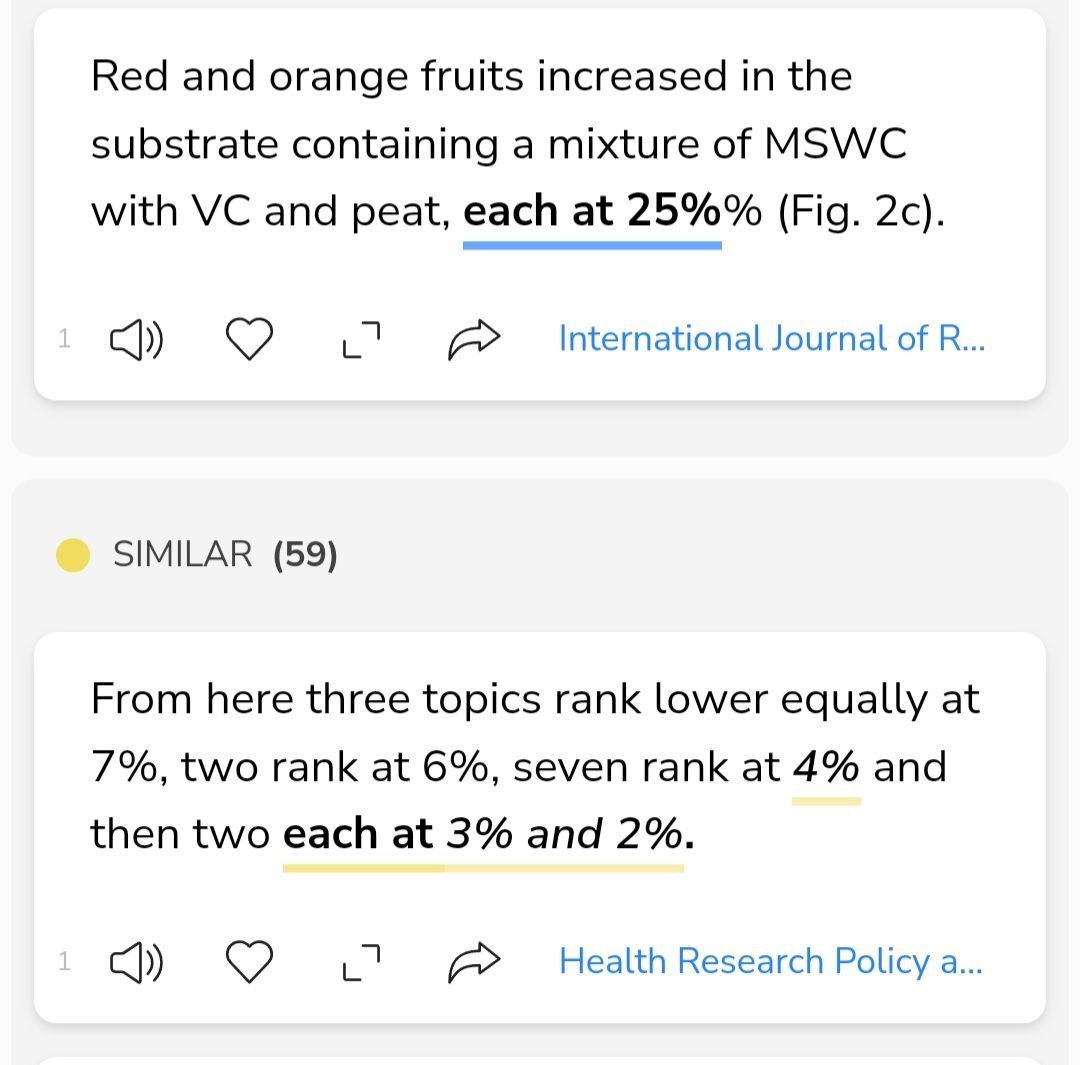 Red and orange fruits increased in the
substrate containing a mixture of MSWC
with VC and peat, each at 25%% (Fig. 2c).
1 International Journal of R...
SIMILAR (59)
From here three topics rank lower equally at
7%, two rank at 6%, seven rank at 4% and
then two each at 3% and 2%.
1 Health Research Policy a...